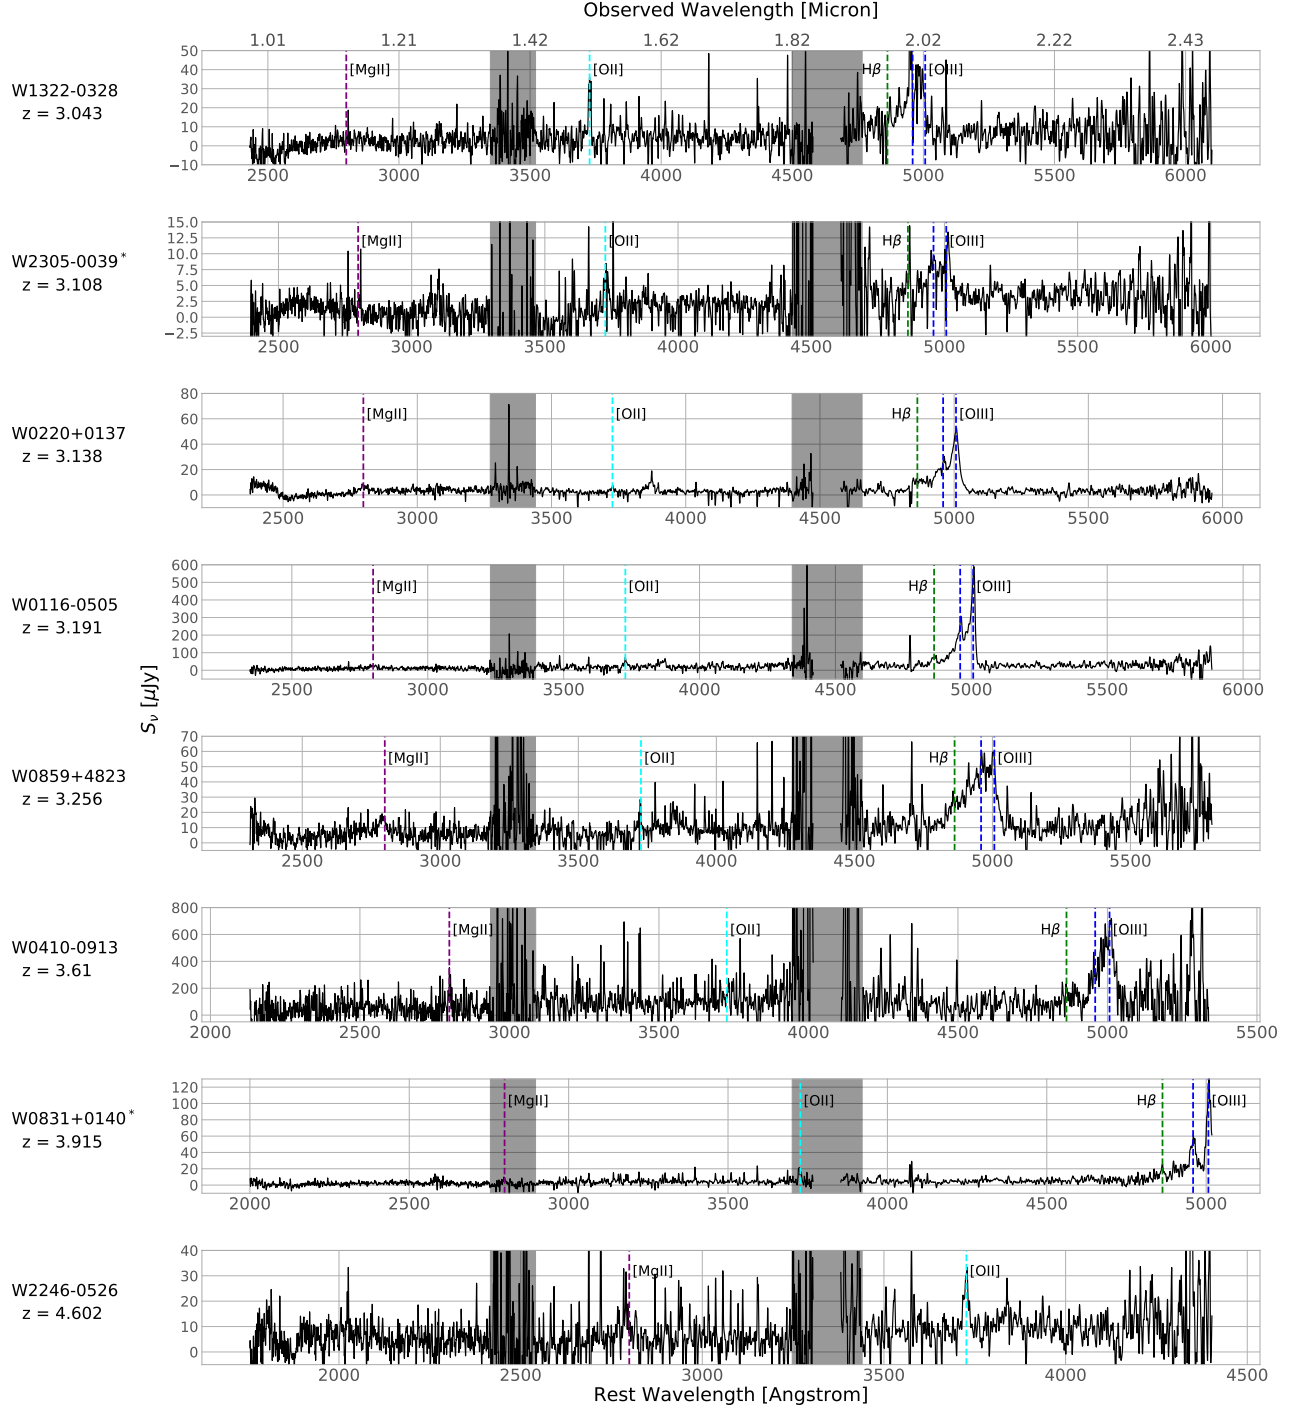 Observed Wavelength [Micron]
1.01 1.21 1.42 1.62 1.82 2.02 2.22 2.43
W1322-0328
z = 3.043
[MgII] [OII] Hβ [OIII]
50
40
30
20
10
0
−10
2500 3000 3500 4000 4500 5000 5500 6000
W2305-0039*
z = 3.108
[MgII] [OII] Hβ [OIII]
15.0
12.5
10.0
7.5
5.0
2.5
0.0
−2.5
2500 3000 3500 4000 4500 5000 5500 6000
W0220+0137
z = 3.138
[MgII] [OII] Hβ [OIII]
80
60
40
20
0
2500 3000 3500 4000 4500 5000 5500 6000
W0116-0505
z = 3.191
[MgII] [OII] Hβ [OIII]
600
500
400
300
200
100
0
2500 3000 3500 4000 4500 5000 5500 6000
Sν [μJy]
W0859+4823
z = 3.256
[MgII] [OII] Hβ [OIII]
70
60
50
40
30
20
10
0
2500 3000 3500 4000 4500 5000 5500
W0410-0913
z = 3.61
[MgII] [OII] Hβ [OIII]
800
600
400
200
0
2000 2500 3000 3500 4000 4500 5000 5500
W0831+0140*
z = 3.915
[MgII] [OII] Hβ [OIII]
120
100
80
60
40
20
0
2000 2500 3000 3500 4000 4500 5000
W2246-0526
z = 4.602
[MgII] [OII]
40
30
20
10
0
2000 2500 3000 3500 4000 4500
Rest Wavelength [Angstrom]